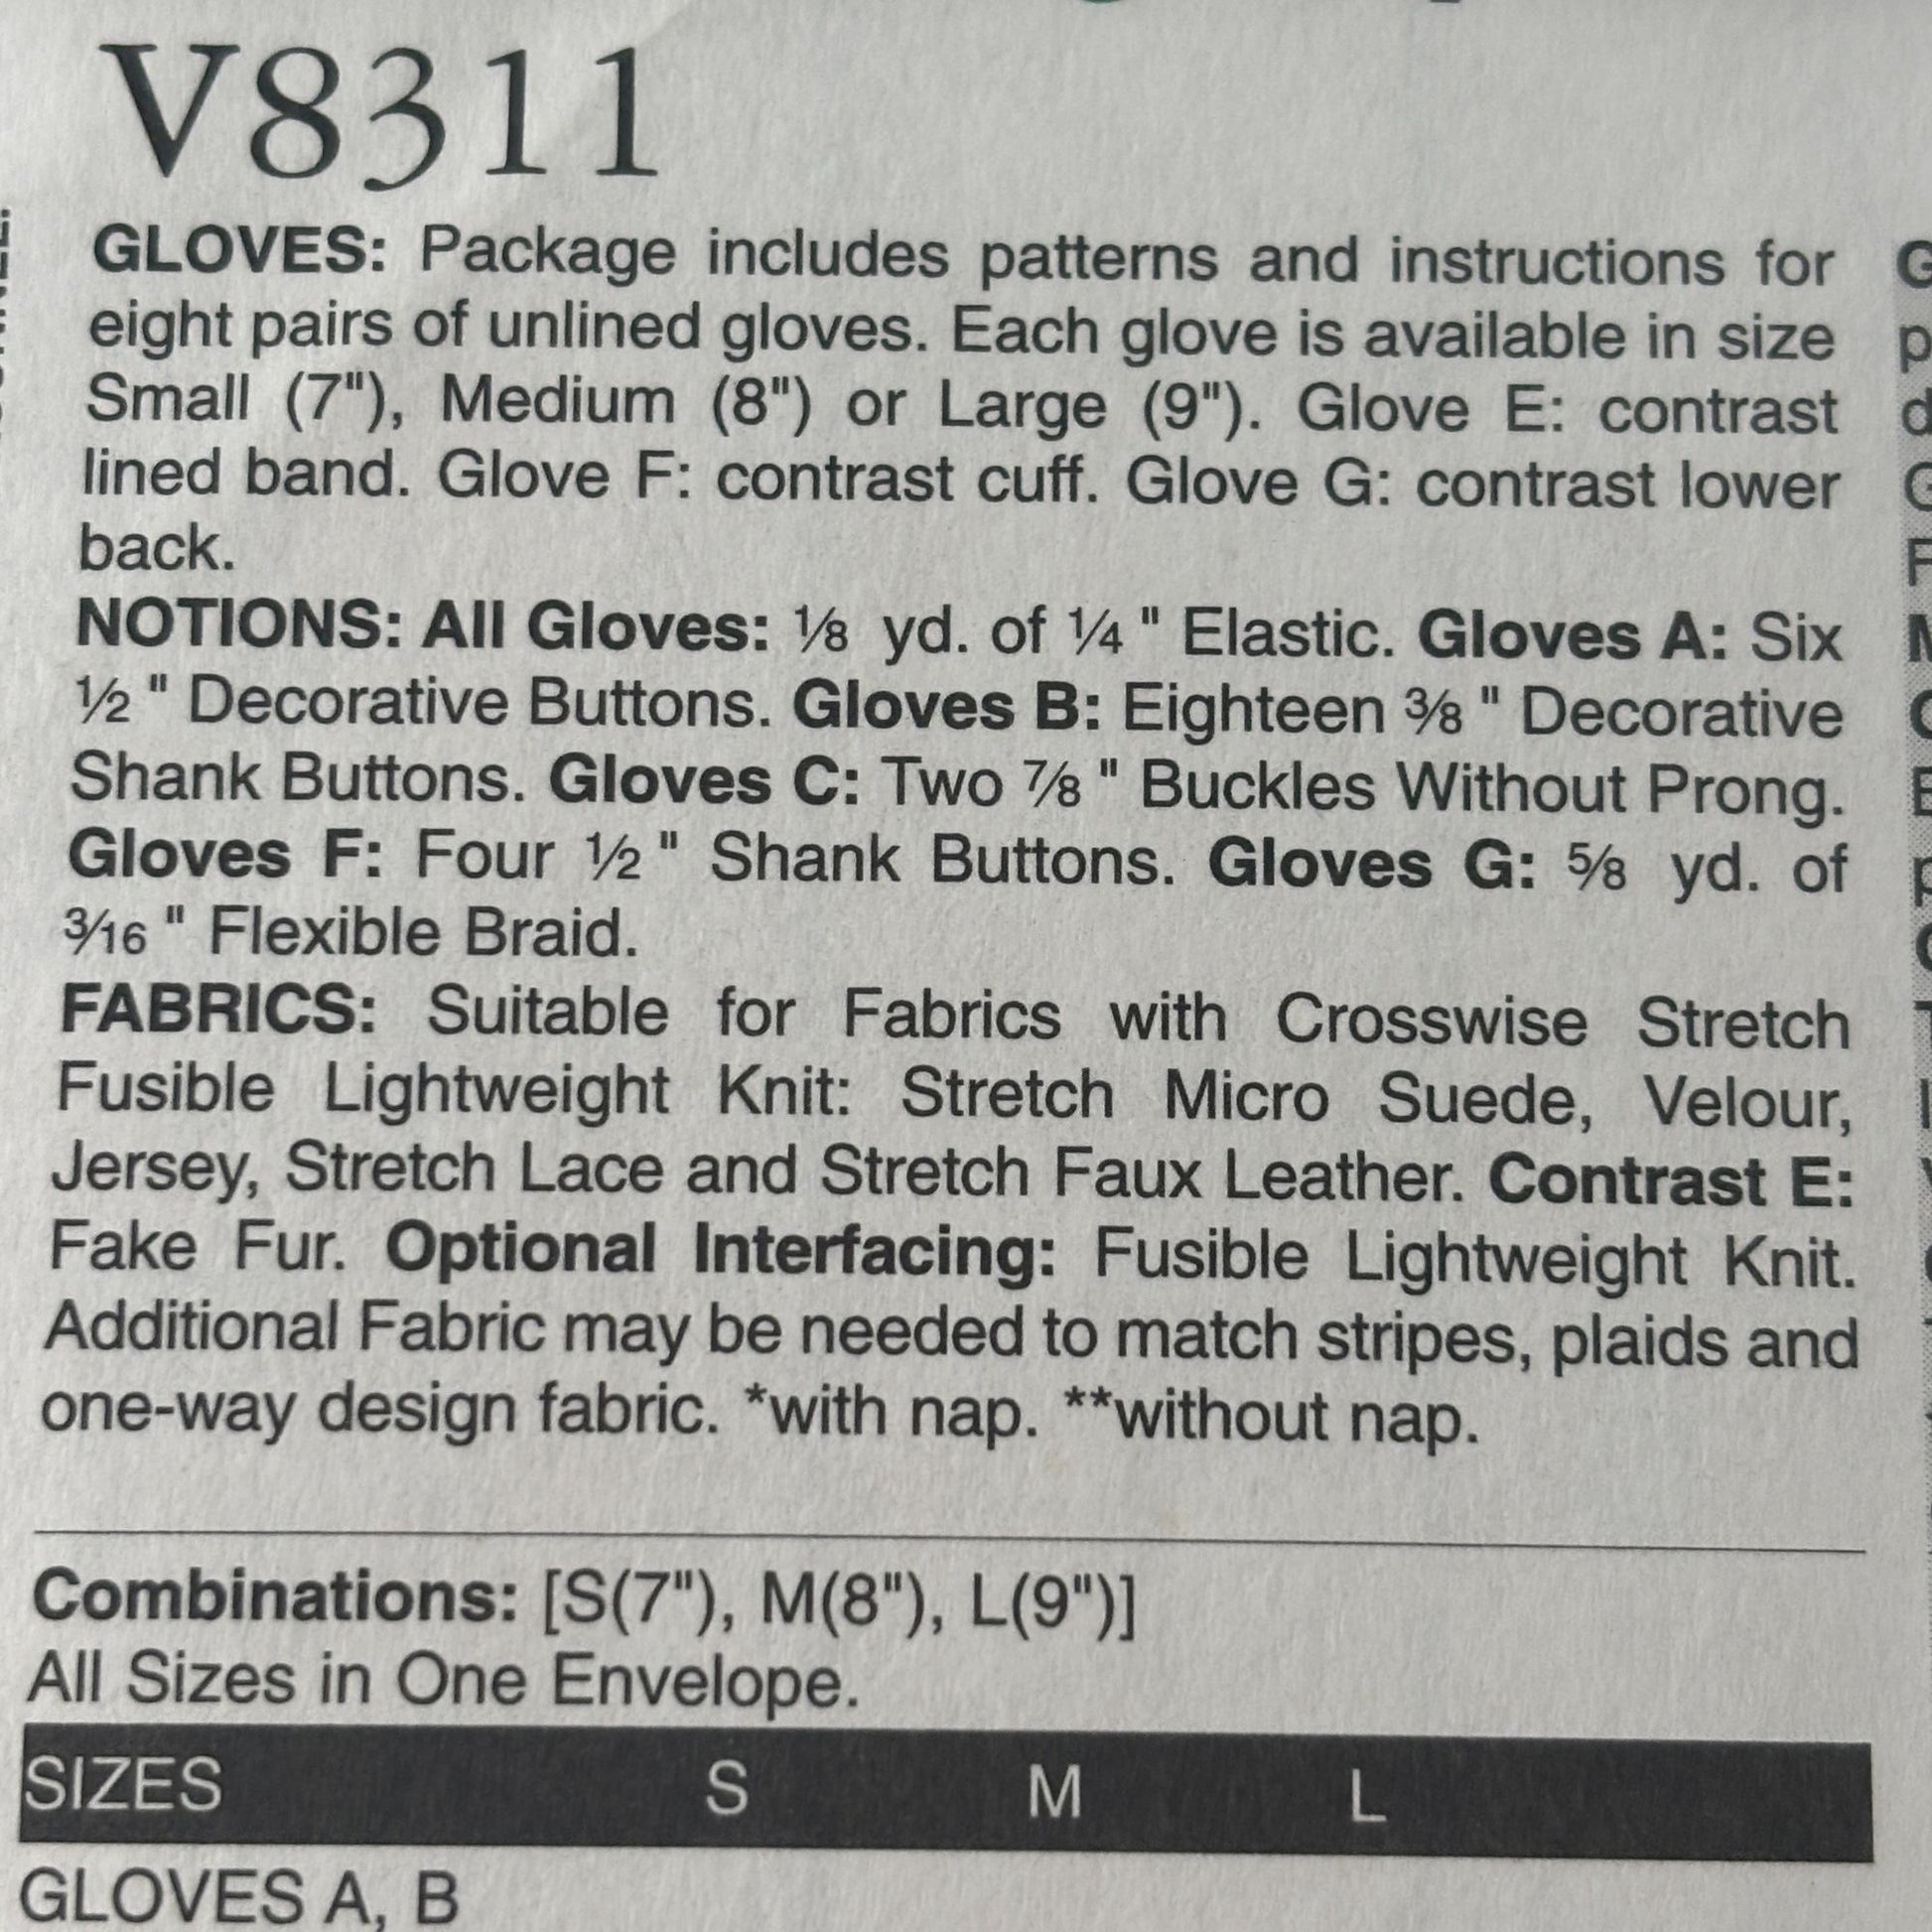 V8311
GLOVES: Package includes patterns and instructions for
eight pairs of unlined gloves. Each glove is available in size
Small (7"), Medium (8") or Large (9"). Glove E: contrast
lined band. Glove F: contrast cuff. Glove G: contrast lower
back.
NOTIONS: All Gloves: ⅛ yd. of ¼ " Elastic. Gloves A: Six
½ " Decorative Buttons. Gloves B: Eighteen ⅜ " Decorative
Shank Buttons. Gloves C: Two ⅞ " Buckles Without Prong.
Gloves F: Four ½ " Shank Buttons. Gloves G: ⅝ yd. of
3⁄16 " Flexible Braid.
FABRICS: Suitable for Fabrics with Crosswise Stretch
Fusible Lightweight Knit: Stretch Micro Suede, Velour,
Jersey, Stretch Lace and Stretch Faux Leather. Contrast E:
Fake Fur. Optional Interfacing: Fusible Lightweight Knit.
Additional Fabric may be needed to match stripes, plaids and
one-way design fabric. *with nap. **without nap.
Combinations: [S(7"), M(8"), L(9")]
All Sizes in One Envelope.
SIZES S M L
GLOVES A, B